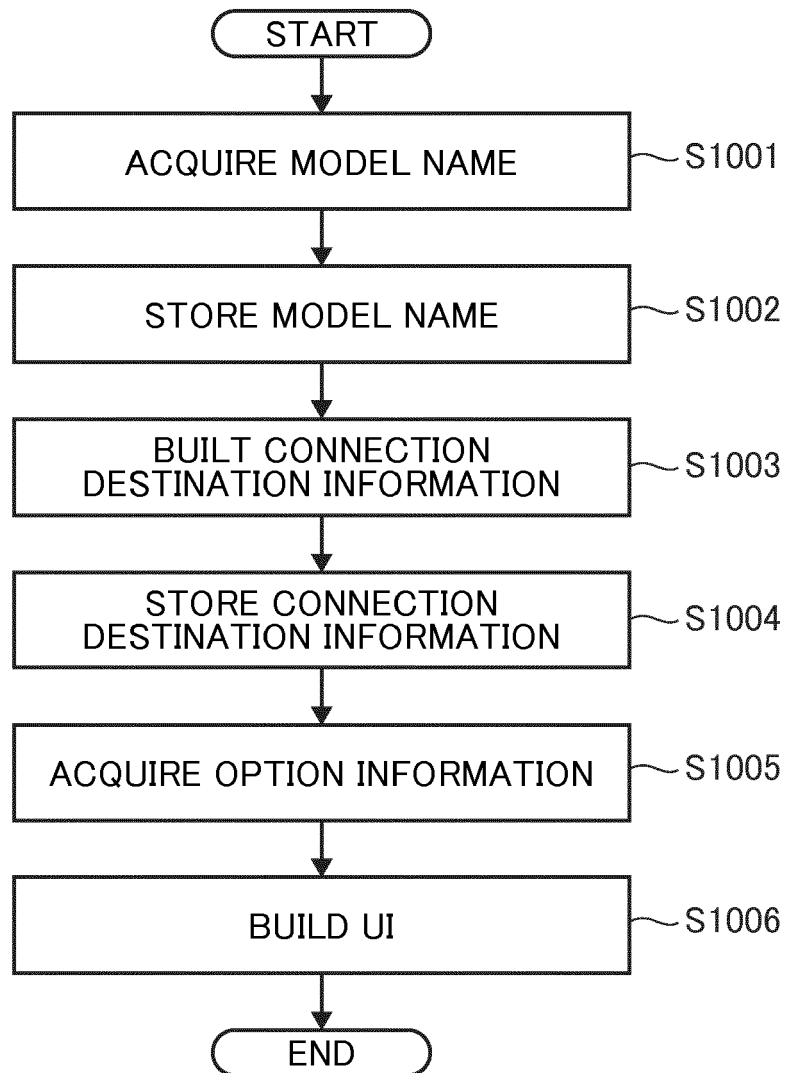 START
ACQUIRE MODEL NAME
S1001
STORE MODEL NAME
S1002
BUILT CONNECTION
DESTINATION INFORMATION
S1003
STORE CONNECTION
DESTINATION INFORMATION
S1004
ACQUIRE OPTION INFORMATION
S1005
BUILD UI
S1006
END